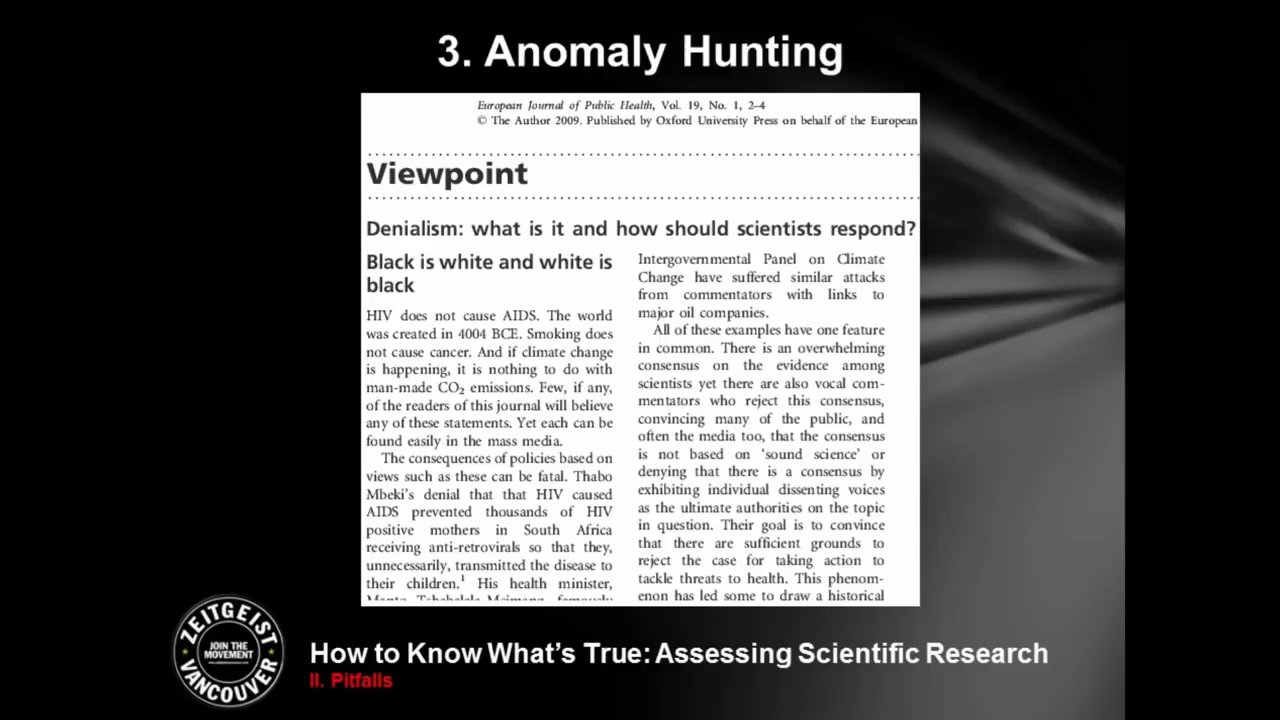 3. Anomaly Hunting
European Journal of Public Health, Vol. 19, No. 1, 2–4
© The Author 2009. Published by Oxford University Press on behalf of the European
Viewpoint
Denialism: what is it and how should scientists respond?
Black is white and white is
black
HIV does not cause AIDS. The world
was created in 4004 BCE. Smoking does
not cause cancer. And if climate change
is happening, it is nothing to do with
man-made CO₂ emissions. Few, if any,
of the readers of this journal will believe
any of these statements. Yet each can be
found easily in the mass media.
The consequences of policies based on
views such as these can be fatal. Thabo
Mbeki's denial that that HIV caused
AIDS prevented thousands of HIV
positive mothers in South Africa
receiving anti-retrovirals so that they,
unnecessarily, transmitted the disease to
their children.¹ His health minister,
Intergovernmental Panel on Climate
Change have suffered similar attacks
from commentators with links to
major oil companies.
All of these examples have one feature
in common. There is an overwhelming
consensus on the evidence among
scientists yet there are also vocal com-
mentators who reject this consensus,
convincing many of the public, and
often the media too, that the consensus
is not based on ‘sound science’ or
denying that there is a consensus by
exhibiting individual dissenting voices
as the ultimate authorities on the topic
in question. Their goal is to convince
that there are sufficient grounds to
reject the case for taking action to
tackle threats to health. This phenom-
enon has led some to draw a historical
ZEITGEIST
JOIN THE
MOVEMENT
VANCOUVER
How to Know What's True: Assessing Scientific Research
II. Pitfalls